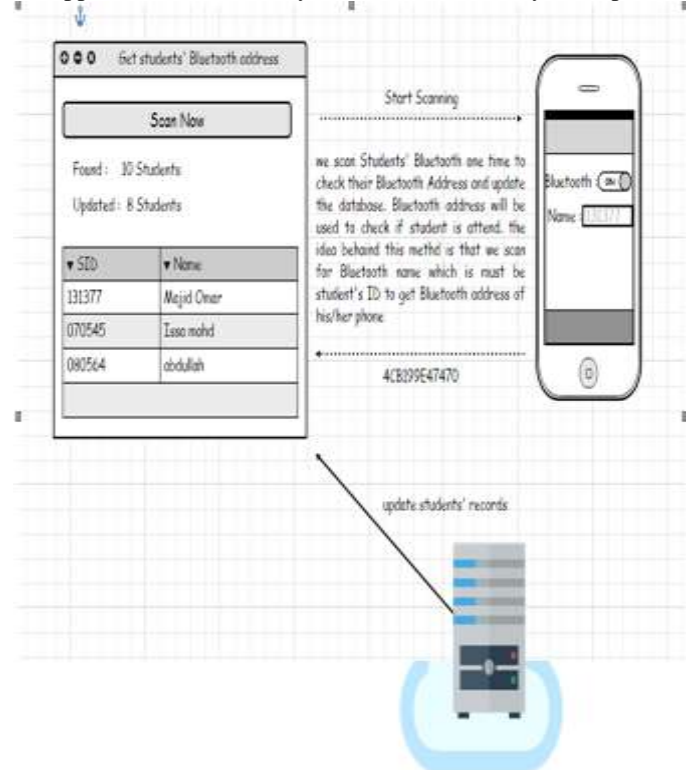 Get students' Bluetooth address
Scan Now
Found : 10 Students
Updated : 8 Students
▼ SID ▼ Name
131377 Majid Omar
070545 Issa mohd
080564 abdullah
Start Scanning
we scan Students' Bluetooth one time to
check their Bluetooth Address and update
the database. Bluetooth address will be
used to check if student is attend. the
idea behaind this methd is that we scan
for Bluetooth name which is must be
student's ID to get Bluetooth address of
his/her phone
4CB199E47470
Bluetooth : ON
Name : 131377
update students' records